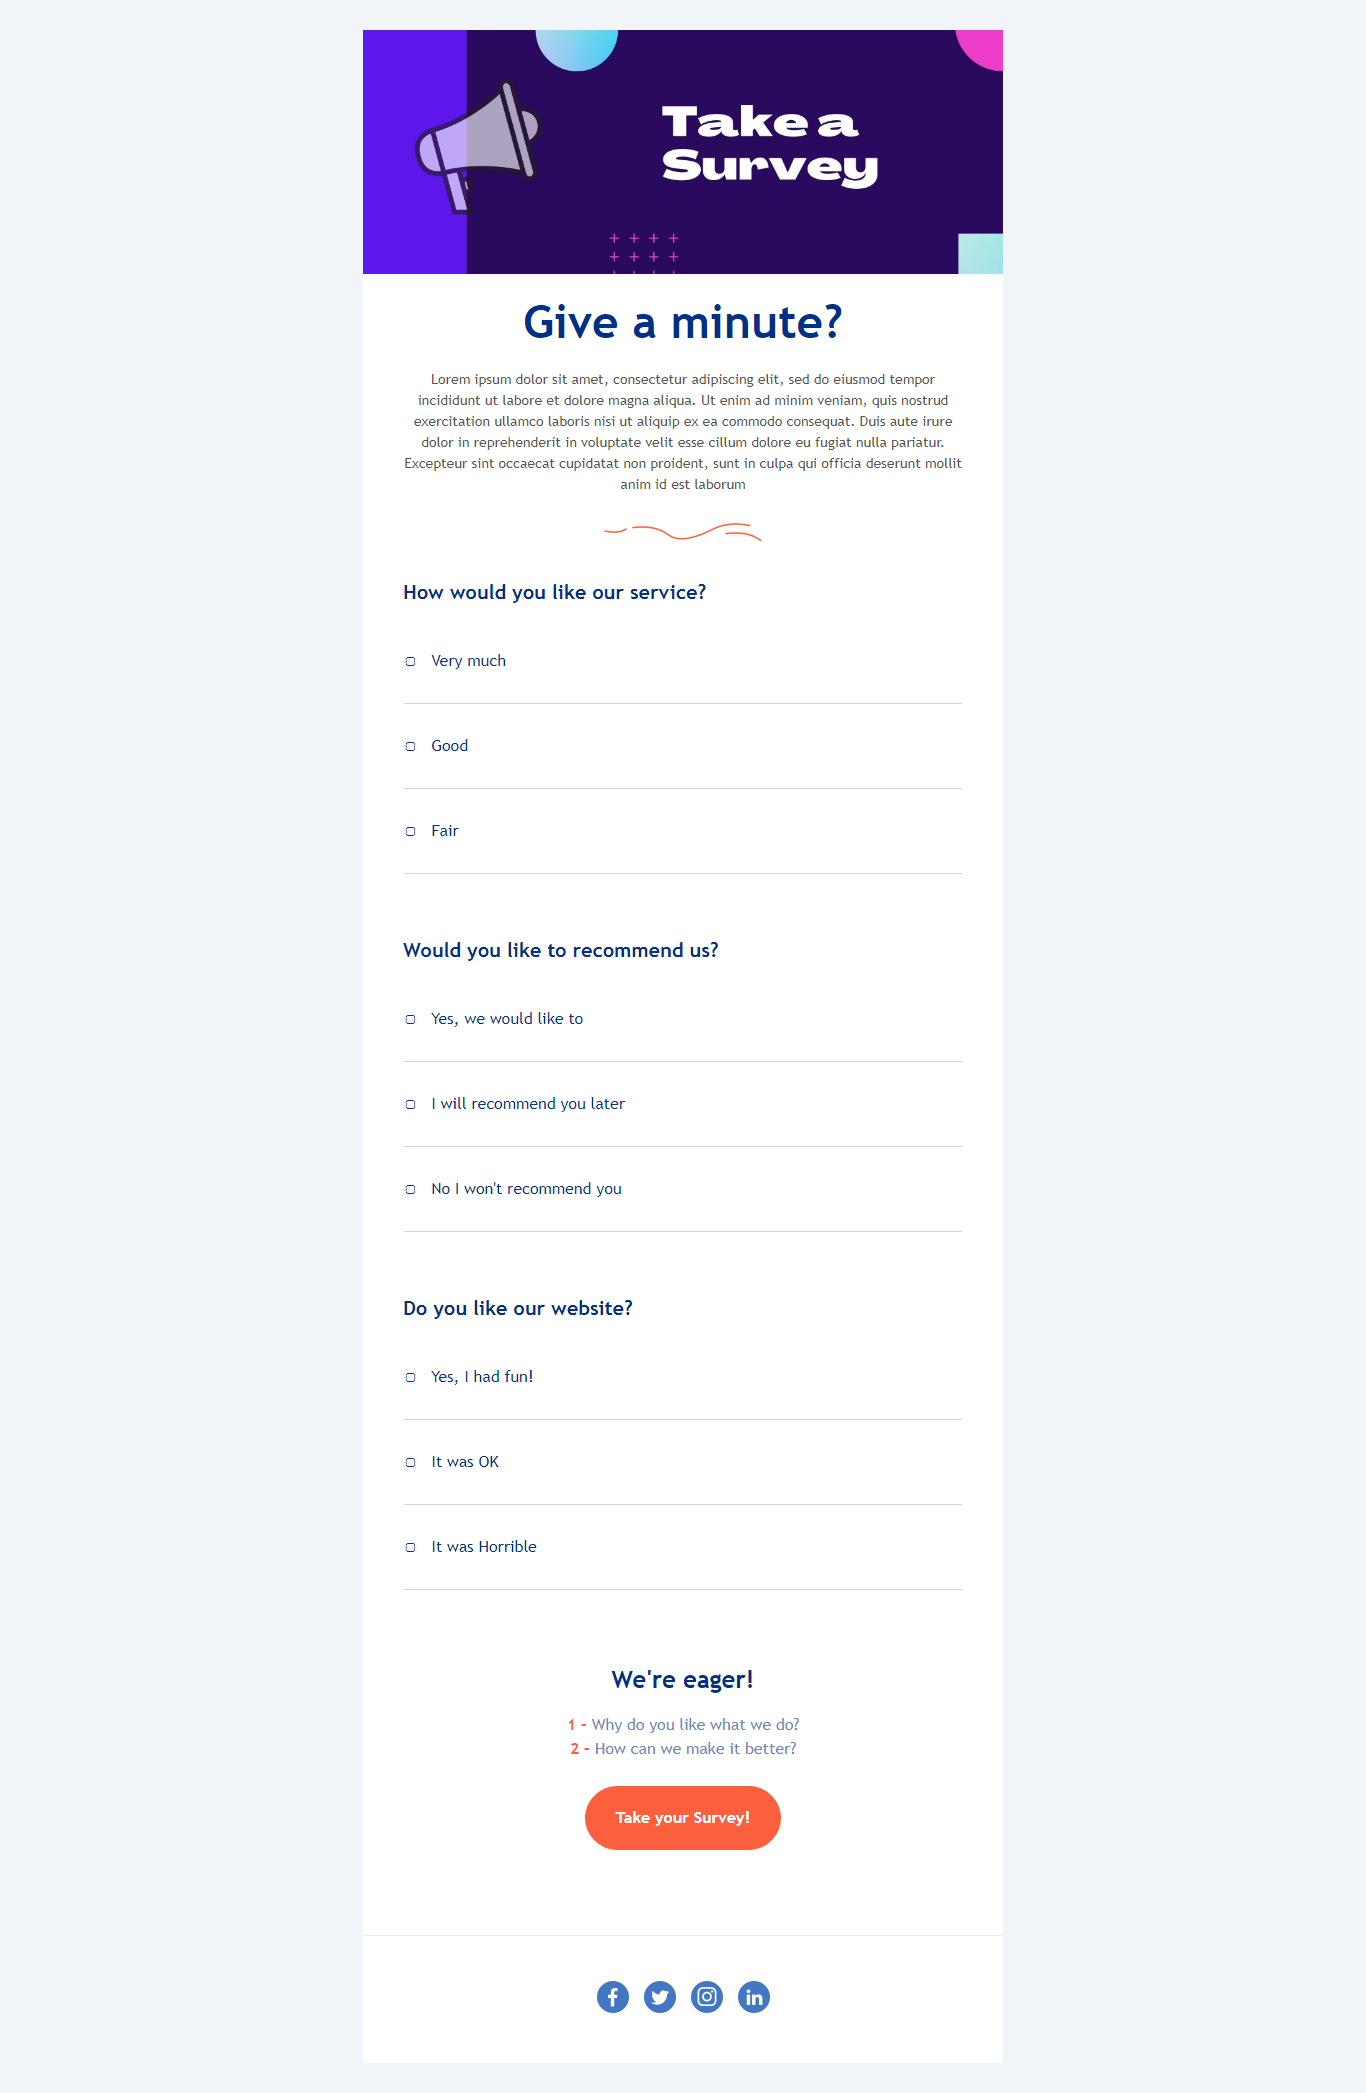 Take a
Survey
Give a minute?
Lorem ipsum dolor sit amet, consectetur adipiscing elit, sed do eiusmod tempor
incididunt ut labore et dolore magna aliqua. Ut enim ad minim veniam, quis nostrud
exercitation ullamco laboris nisi ut aliquip ex ea commodo consequat. Duis aute irure
dolor in reprehenderit in voluptate velit esse cillum dolore eu fugiat nulla pariatur.
Excepteur sint occaecat cupidatat non proident, sunt in culpa qui officia deserunt mollit
anim id est laborum
How would you like our service?
Very much
Good
Fair
Would you like to recommend us?
Yes, we would like to
I will recommend you later
No I won't recommend you
Do you like our website?
Yes, I had fun!
It was OK
It was Horrible
We're eager!
1 - Why do you like what we do?
2 - How can we make it better?
Take your Survey!